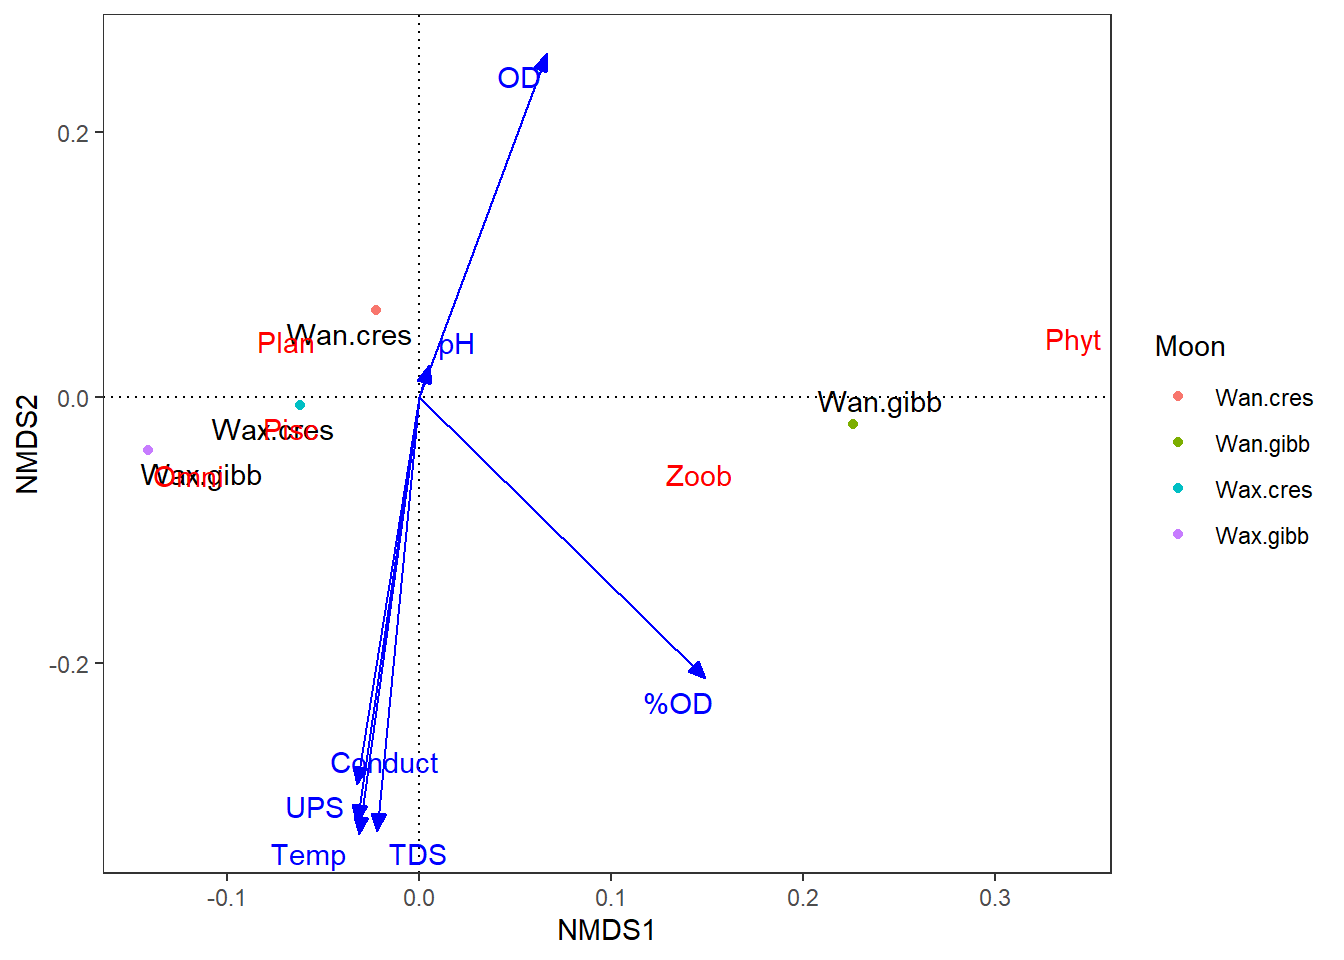 OD
0.2
Wan.cres
Plan
pH
Phyt
Moon
Wan.cres
Wan.gibb
Wax.cres
Wax.gibb
0.0
Wan.gibb
Wax.cres
Pisc
Wax.gibb
Omni
Zoob
NMDS2
-0.2
%OD
Conduct
UPS
Temp
TDS
-0.1
0.0
0.1
0.2
0.3
NMDS1